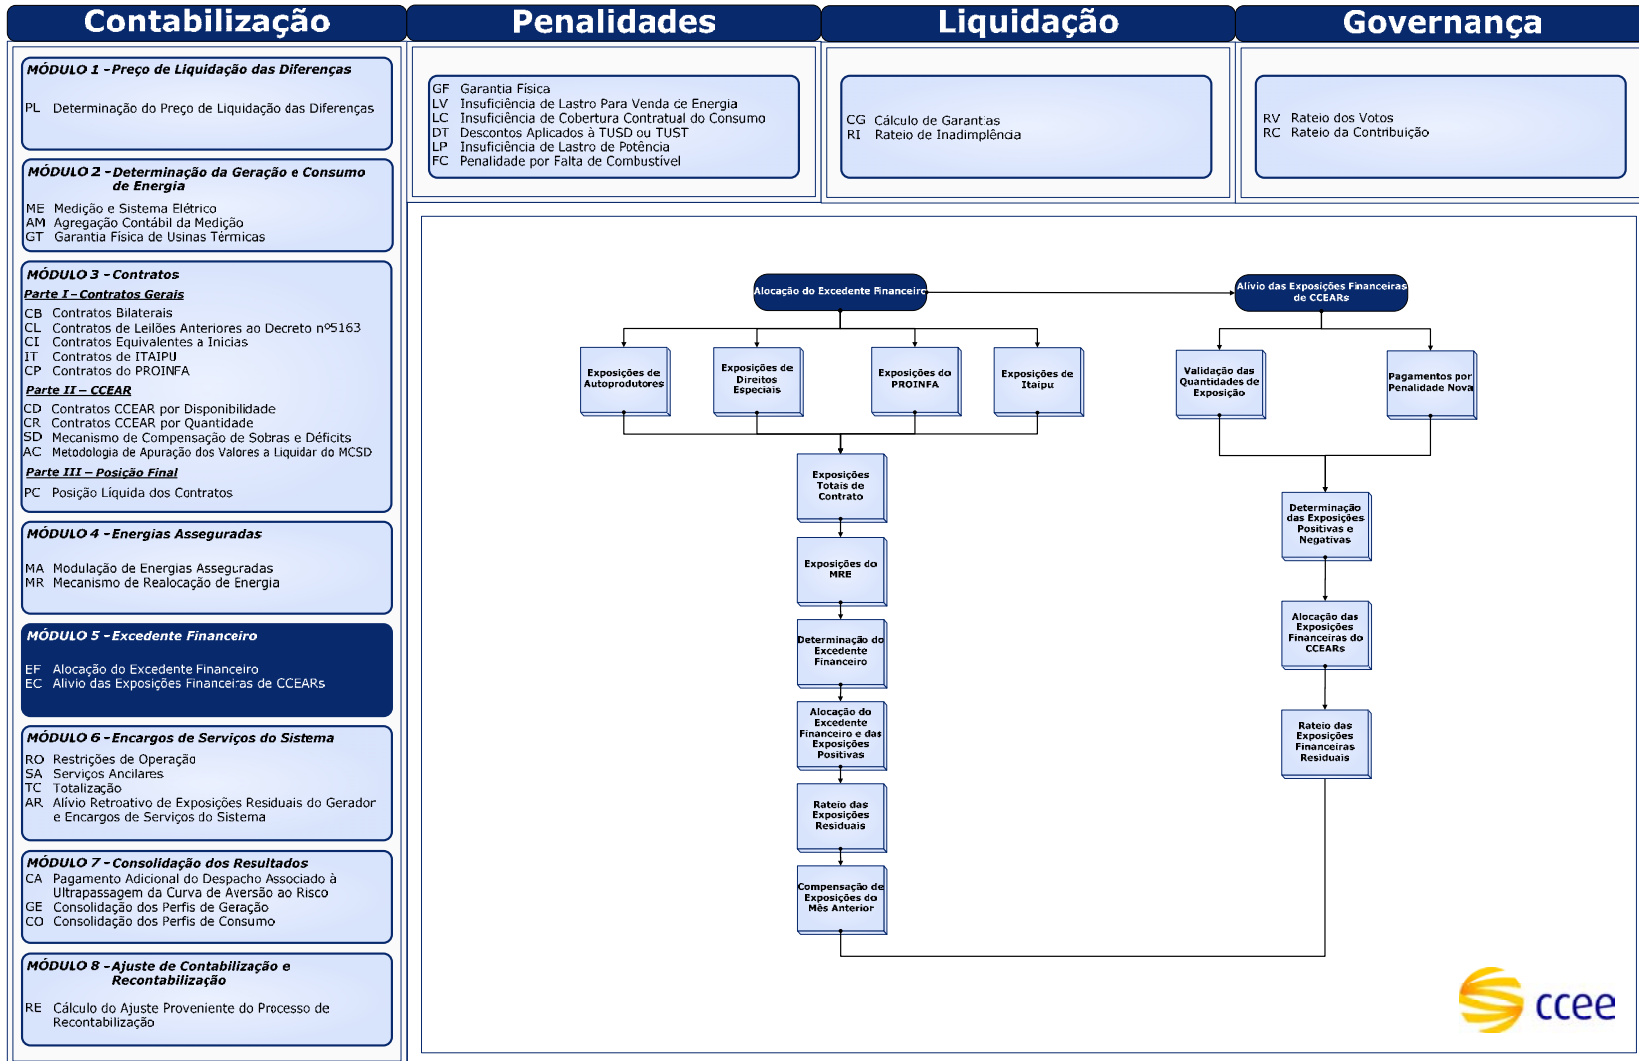 Contabilização
MÓDULO 1 - Preço de Liquidação das Diferenças
PL Determinação do Preço de Liquidação das Diferenças
MÓDULO 2 - Determinação da Geração e Consumo
de Energia
ME Medição e Sistema Elétrico
AM Agregação Contábil da Medição
GT Garantia Física de Usinas Térmicas
MÓDULO 3 - Contratos
Parte I - Contratos Gerais
CB Contratos Bilaterais
CL Contratos de Leilões Anteriores ao Decreto nº5163
CI Contratos Equivalentes a Inicias
IT Contratos de ITAIPU
CP Contratos do PROINFA
Parte II - CCEAR
CD Contratos CCEAR por Disponibilidade
CR Contratos CCEAR por Quantidade
SD Mecanismo de Compensação de Sobras e Déficits
AC Metodologia de Apuração dos Valores a Liquidar do MCSD
Parte III - Posição Final
PC Posição Líquida dos Contratos
MÓDULO 4 - Energias Asseguradas
MA Modulação de Energias Asseguradas
MR Mecanismo de Realocação de Energia
MÓDULO 5 - Excedente Financeiro
EF Alocação do Excedente Financeiro
EC Alivio das Exposições Financeiras de CCEARs
MÓDULO 6 - Encargos de Serviços do Sistema
RO Restrições de Operação
SA Serviços Ancilares
TC Totalização
AR Alívio Retroativo de Exposições Residuais do Gerador
e Encargos de Serviços do Sistema
MÓDULO 7 - Consolidação dos Resultados
CA Pagamento Adicional do Despacho Associado à
Ultrapassagem da Curva de Aversão ao Risco
GE Consolidação dos Perfis de Geração
CO Consolidação dos Perfis de Consumo
MÓDULO 8 - Ajuste de Contabilização e
Recontabilização
RE Cálculo do Ajuste Proveniente do Processo de
Recontabilização
Penalidades
GF Garantia Física
LV Insuficiência de Lastro Para Venda de Energia
LC Insuficiência de Cobertura Contratual do Consumo
DT Descontos Aplicados à TUSD ou TUST
LP Insuficiência de Lastro de Potência
FC Penalidade por Falta de Combustível
Liquidação
CG Cálculo de Garantias
RI Rateio de Inadimplência
Governança
RV Rateio dos Votos
RC Rateio da Contribuição
Alocação do Excedente Financeiro
Exposições de
Autoprodutores
Exposições de
Direitos
Especiais
Exposições do
PROINFA
Exposições de
Itaipu
Exposições
Totais de
Contrato
Exposições do
MRE
Determinação do
Excedente
Financeiro
Alocação do
Excedente
Financeiro e das
Exposições
Positivas
Rateio das
Exposições
Residuais
Compensação de
Exposições do
Mês Anterior
Alívio das Exposições Financeiras
de CCEARs
Validação das
Quantidades de
Exposição
Pagamentos por
Penalidade Nova
Determinação
das Exposições
Positivas e
Negativas
Alocação das
Exposições
Financeiras do
CCEARs
Rateio das
Exposições
Financeiras
Residuais
ccee